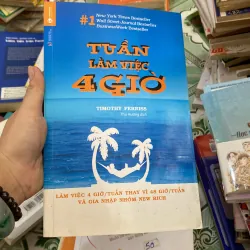 #1 New York Times Bestseller
Wall Street Journal Bestseller
BusinessWeek Bestseller
TUẦN
LÀM VIỆC
4 GIỜ
TIMOTHY FERRISS
LÀM VIỆC 4 GIỜ/TUẦN THAY VÌ 40 GIỜ/TUẦN
VÀ GIA NHẬP NHÓM NEW RICH